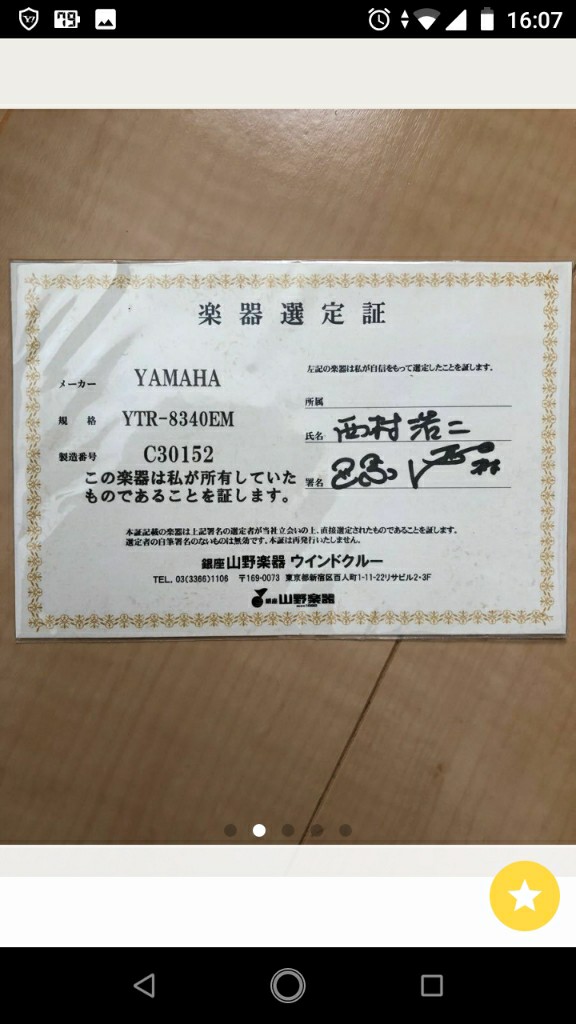 79
16:07
楽器選定証
メーカー YAMAHA
規格 YTR-8340EM
製造番号 C30152
この楽器は私が所有していた
ものであることを証します。
左記の楽器は私が自信をもって選定したことを証します。
所属
氏名 西村浩二
署名
本証記載の楽器は上記署名の選定者が当社立会いの上、直接選定されたものであることを証します。
選定者の自筆署名のないものは無効です。本証は再発行いたしません。
銀座山野楽器 ウインドクルー
TEL. 03(3366)1106 〒169-0073 東京都新宿区百人町1-11-22リサビル2・3F
銀座山野楽器